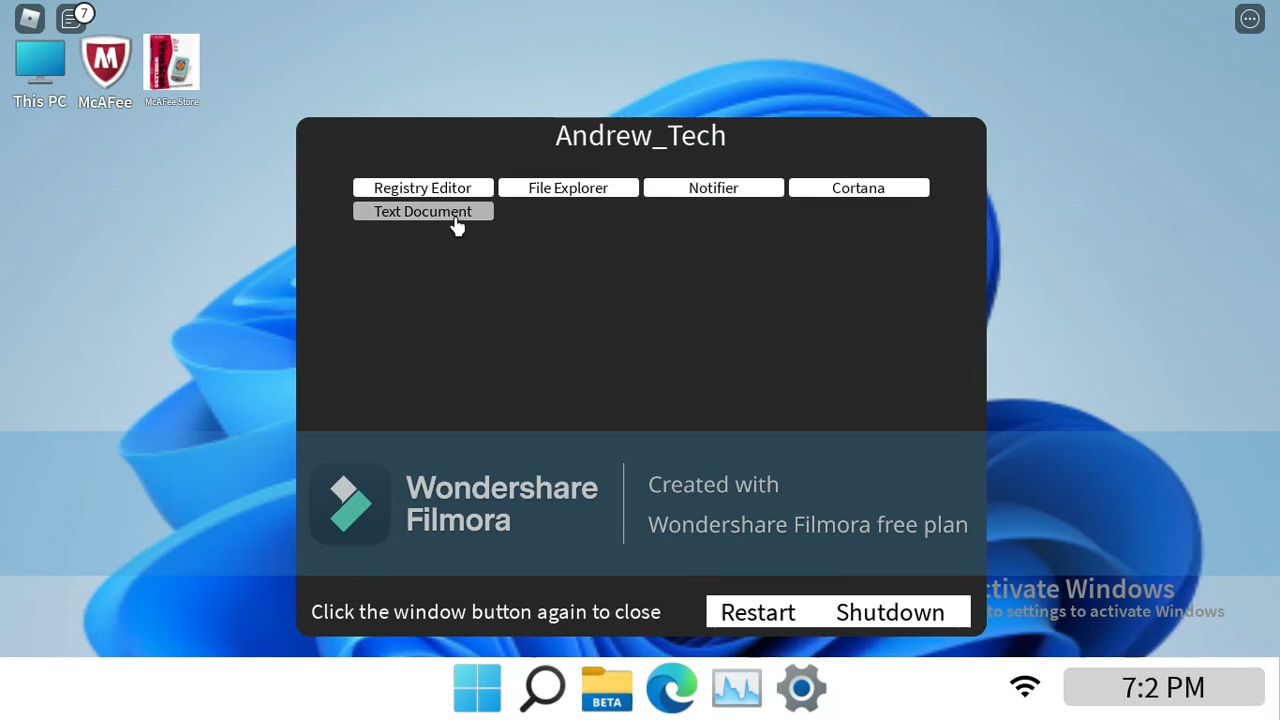 7
This PC
McAFee
McAFee Store
Andrew_Tech
Registry Editor
File Explorer
Notifier
Cortana
Text Document
Wondershare
Filmora
Created with
Wondershare Filmora free plan
ctivate Windows
to settings to activate Windows
Click the window button again to close
Restart
Shutdown
BETA
7:2 PM